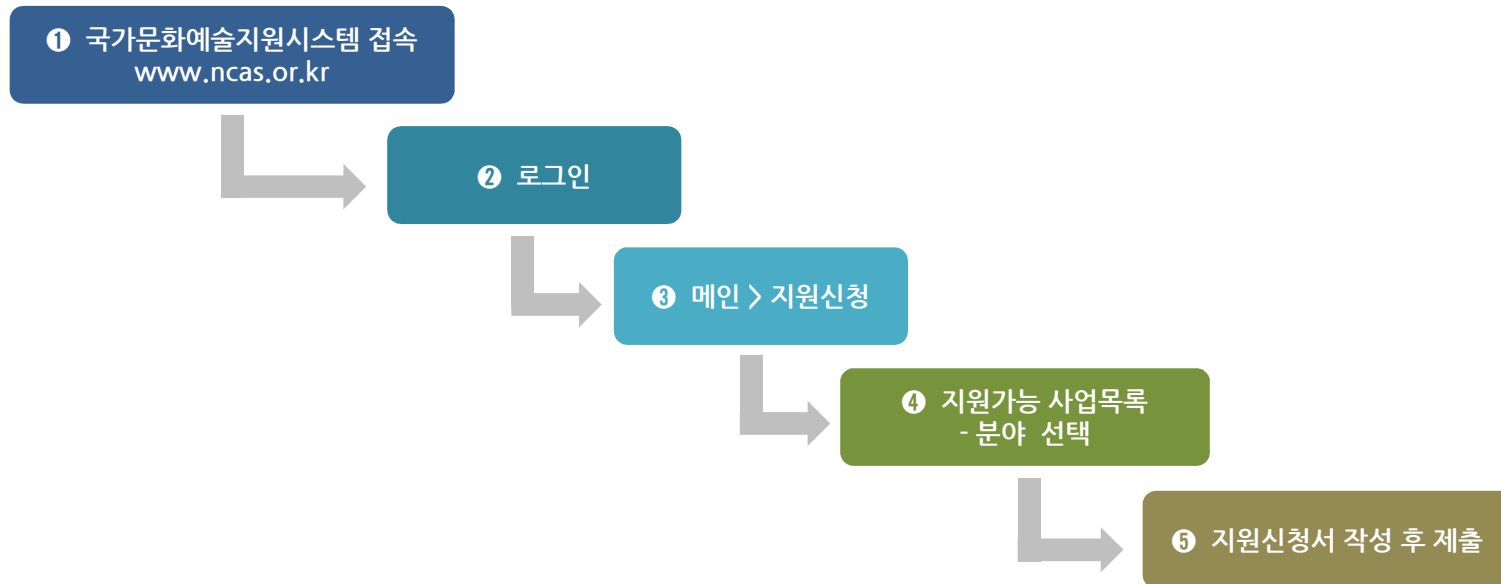 ❶ 국가문화예술지원시스템 접속
www.ncas.or.kr
❷ 로그인
❸ 메인 > 지원신청
❹ 지원가능 사업목록
- 분야 선택
❺ 지원신청서 작성 후 제출